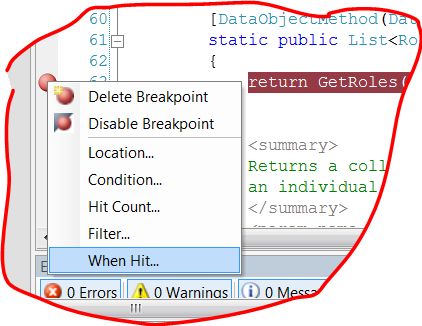 60 [DataObjectMethod(Dat
61 static public List<Ro
62 {
return GetRoles(
Delete Breakpoint
Disable Breakpoint
Location...
<summary>
Condition...
Returns a coll
Hit Count...
an individual
</summary>
Filter...
When Hit...
0 Errors
0 Warnings
0 Messa